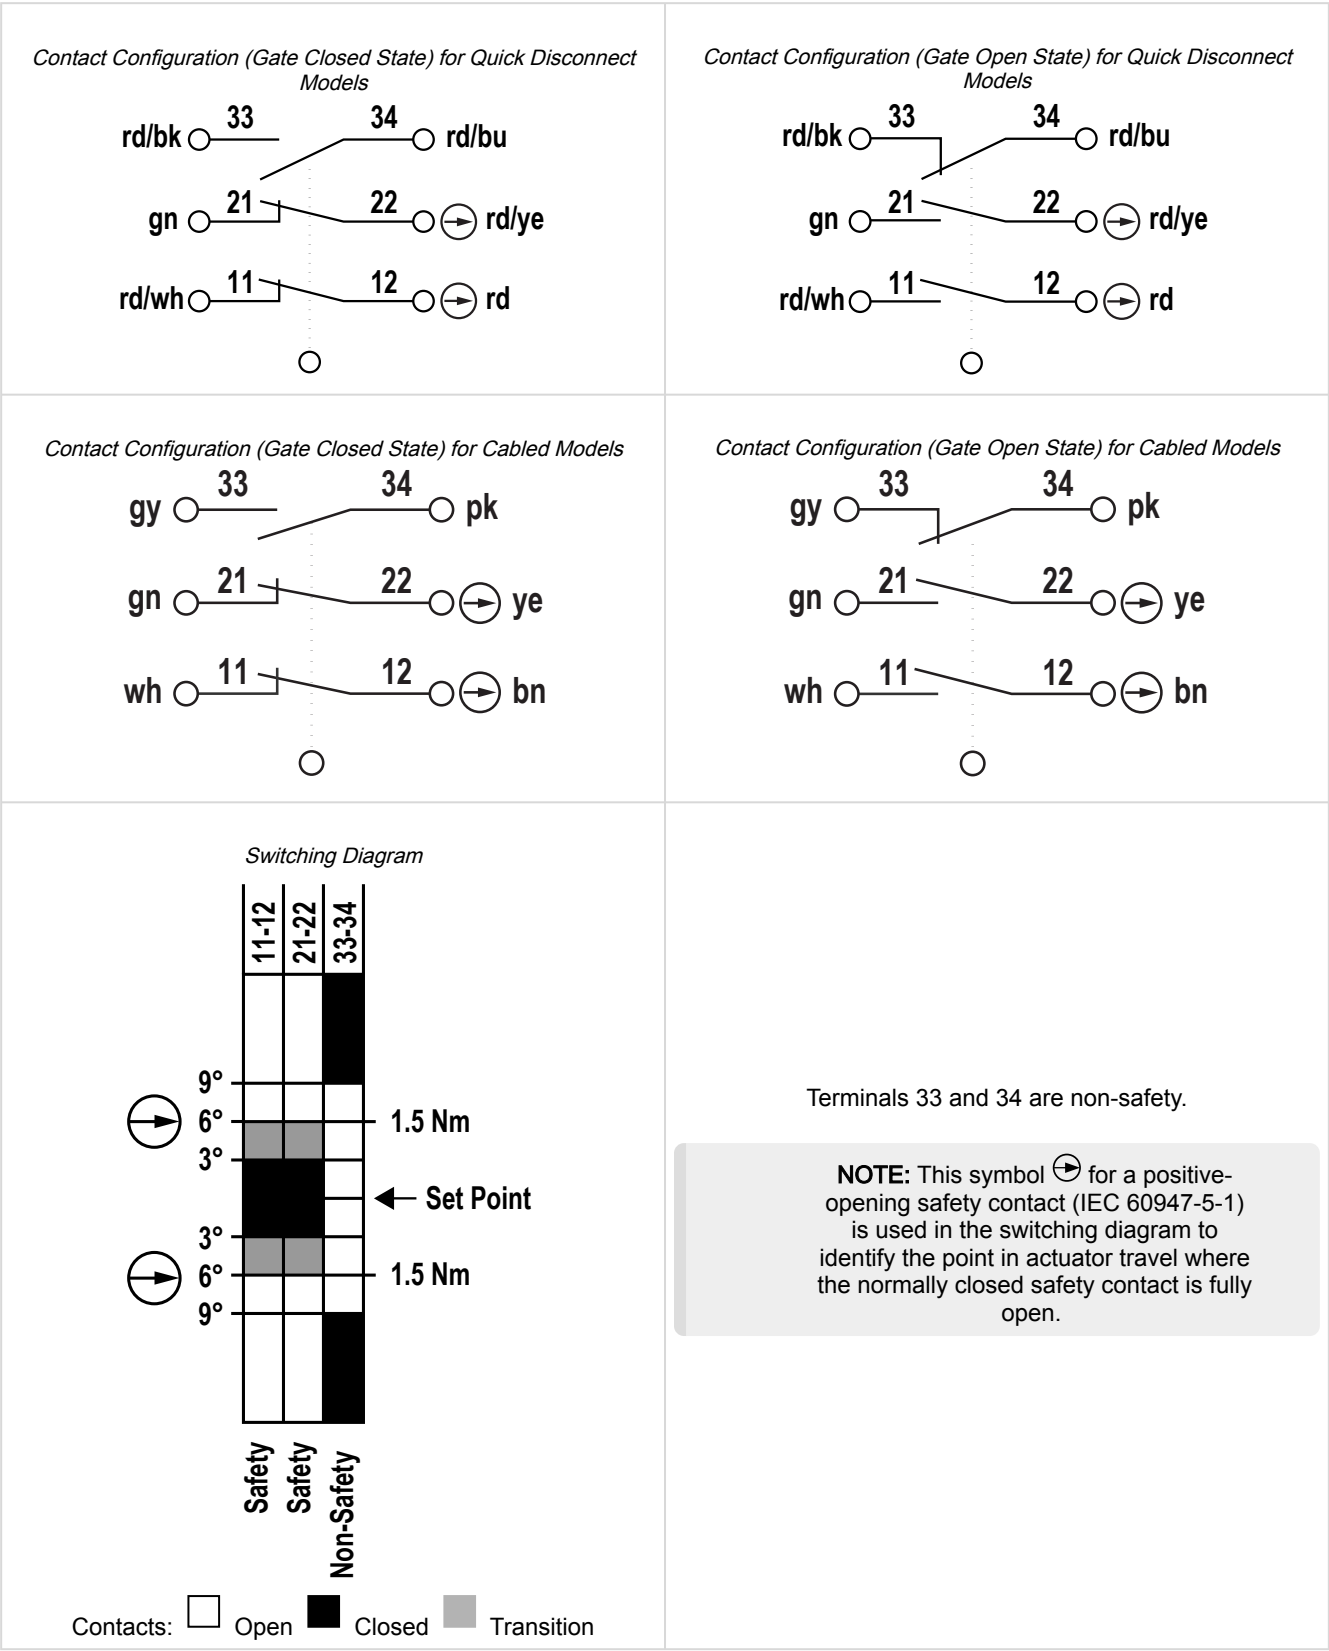 Contact Configuration (Gate Closed State) for Quick Disconnect
Models
33 34
rd/bk rd/bu
21 22
gn rd/ye
11 12
rd/wh rd
Contact Configuration (Gate Open State) for Quick Disconnect
Models
33 34
rd/bk rd/bu
21 22
gn rd/ye
11 12
rd/wh rd
Contact Configuration (Gate Closed State) for Cabled Models
33 34
gy pk
21 22
gn ye
11 12
wh bn
Contact Configuration (Gate Open State) for Cabled Models
33 34
gy pk
21 22
gn ye
11 12
wh bn
Switching Diagram
11-12
21-22
33-34
9°
6° 1.5 Nm
3°
Set Point
3°
6° 1.5 Nm
9°
Safety
Safety
Non-Safety
Contacts: Open Closed Transition
Terminals 33 and 34 are non-safety.
NOTE: This symbol for a positive-
opening safety contact (IEC 60947-5-1)
is used in the switching diagram to
identify the point in actuator travel where
the normally closed safety contact is fully
open.